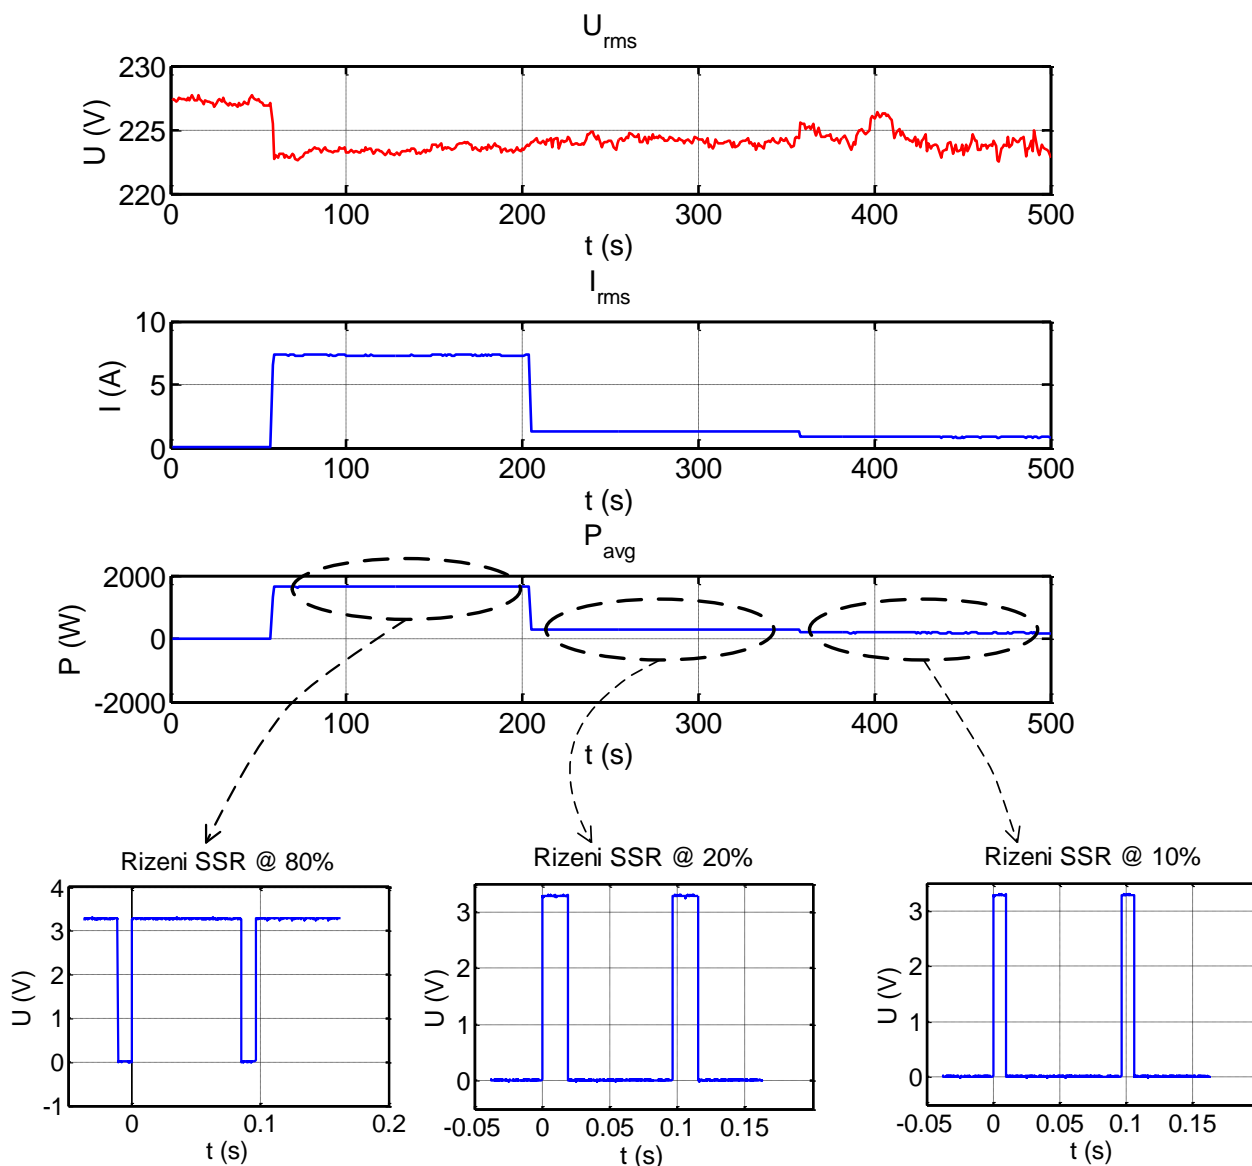 U_rms
230
225
220
U (V)
0 100 200 300 400 500
t (s)
I_rms
10
5
0
I (A)
0 100 200 300 400 500
t (s)
P_avg
2000
0
-2000
P (W)
0 100 200 300 400 500
t (s)
Rizeni SSR @ 80%
4
3
2
1
0
-1
U (V)
0 0.1 0.2
t (s)
Rizeni SSR @ 20%
3
2
1
0
U (V)
-0.05 0 0.05 0.1 0.15
t (s)
Rizeni SSR @ 10%
3
2
1
0
U (V)
-0.05 0 0.05 0.1 0.15
t (s)